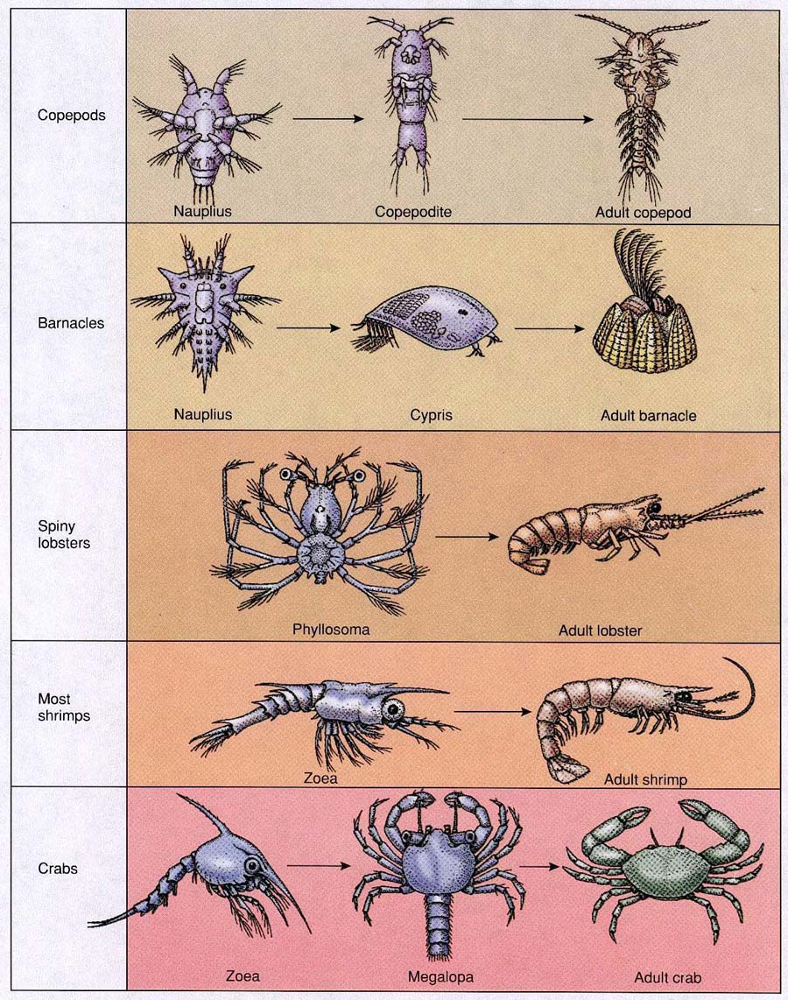 Copepods
Nauplius
Copepodite
Adult copepod
Barnacles
Nauplius
Cypris
Adult barnacle
Spiny
lobsters
Phyllosoma
Adult lobster
Most
shrimps
Zoea
Adult shrimp
Crabs
Zoea
Megalopa
Adult crab